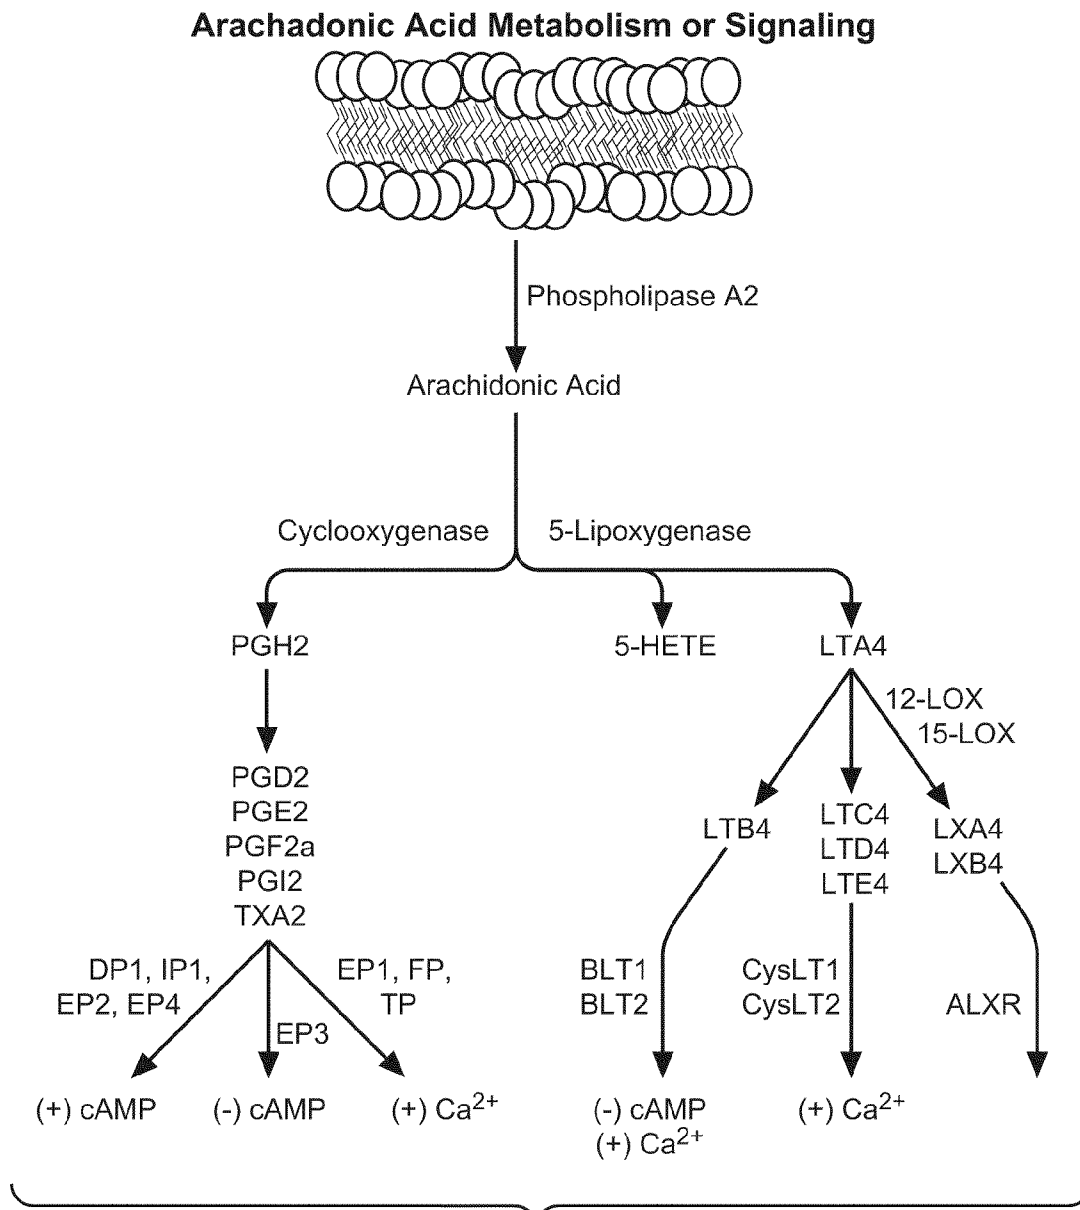 Arachadonic Acid Metabolism or Signaling
Phospholipase A2
Arachidonic Acid
Cyclooxygenase
5-Lipoxygenase
PGH2
5-HETE
LTA4
12-LOX
15-LOX
PGD2
PGE2
PGF2a
PGI2
TXA2
LTB4
LTC4
LTD4
LTE4
LXA4
LXB4
DP1, IP1,
EP2, EP4
EP3
EP1, FP,
TP
BLT1
BLT2
CysLT1
CysLT2
ALXR
(+) cAMP
(-) cAMP
(+) Ca2+
(-) cAMP
(+) Ca2+
(+) Ca2+